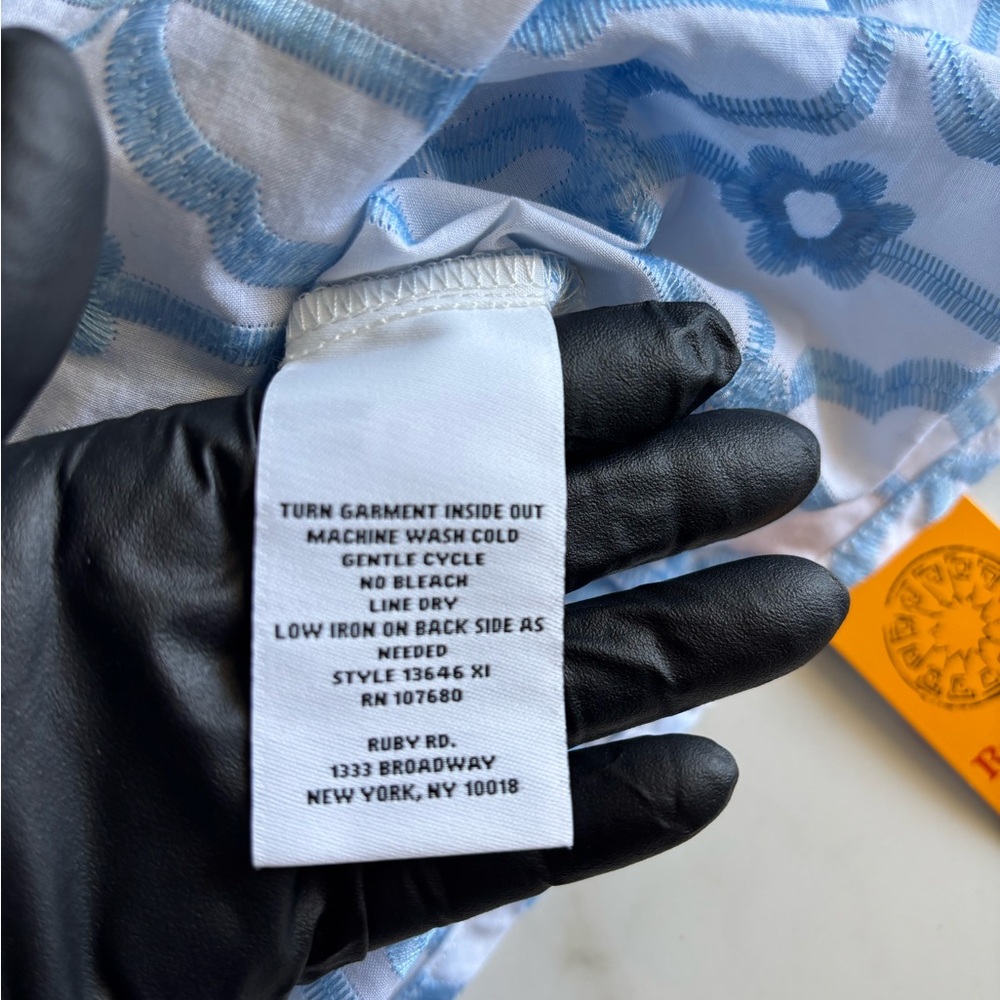 TURN GARMENT INSIDE OUT
MACHINE WASH COLD
GENTLE CYCLE
NO BLEACH
LINE DRY
LOW IRON ON BACK SIDE AS
NEEDED
STYLE 13646 XI
RN 107680
RUBY RD.
1333 BROADWAY
NEW YORK, NY 10018
R